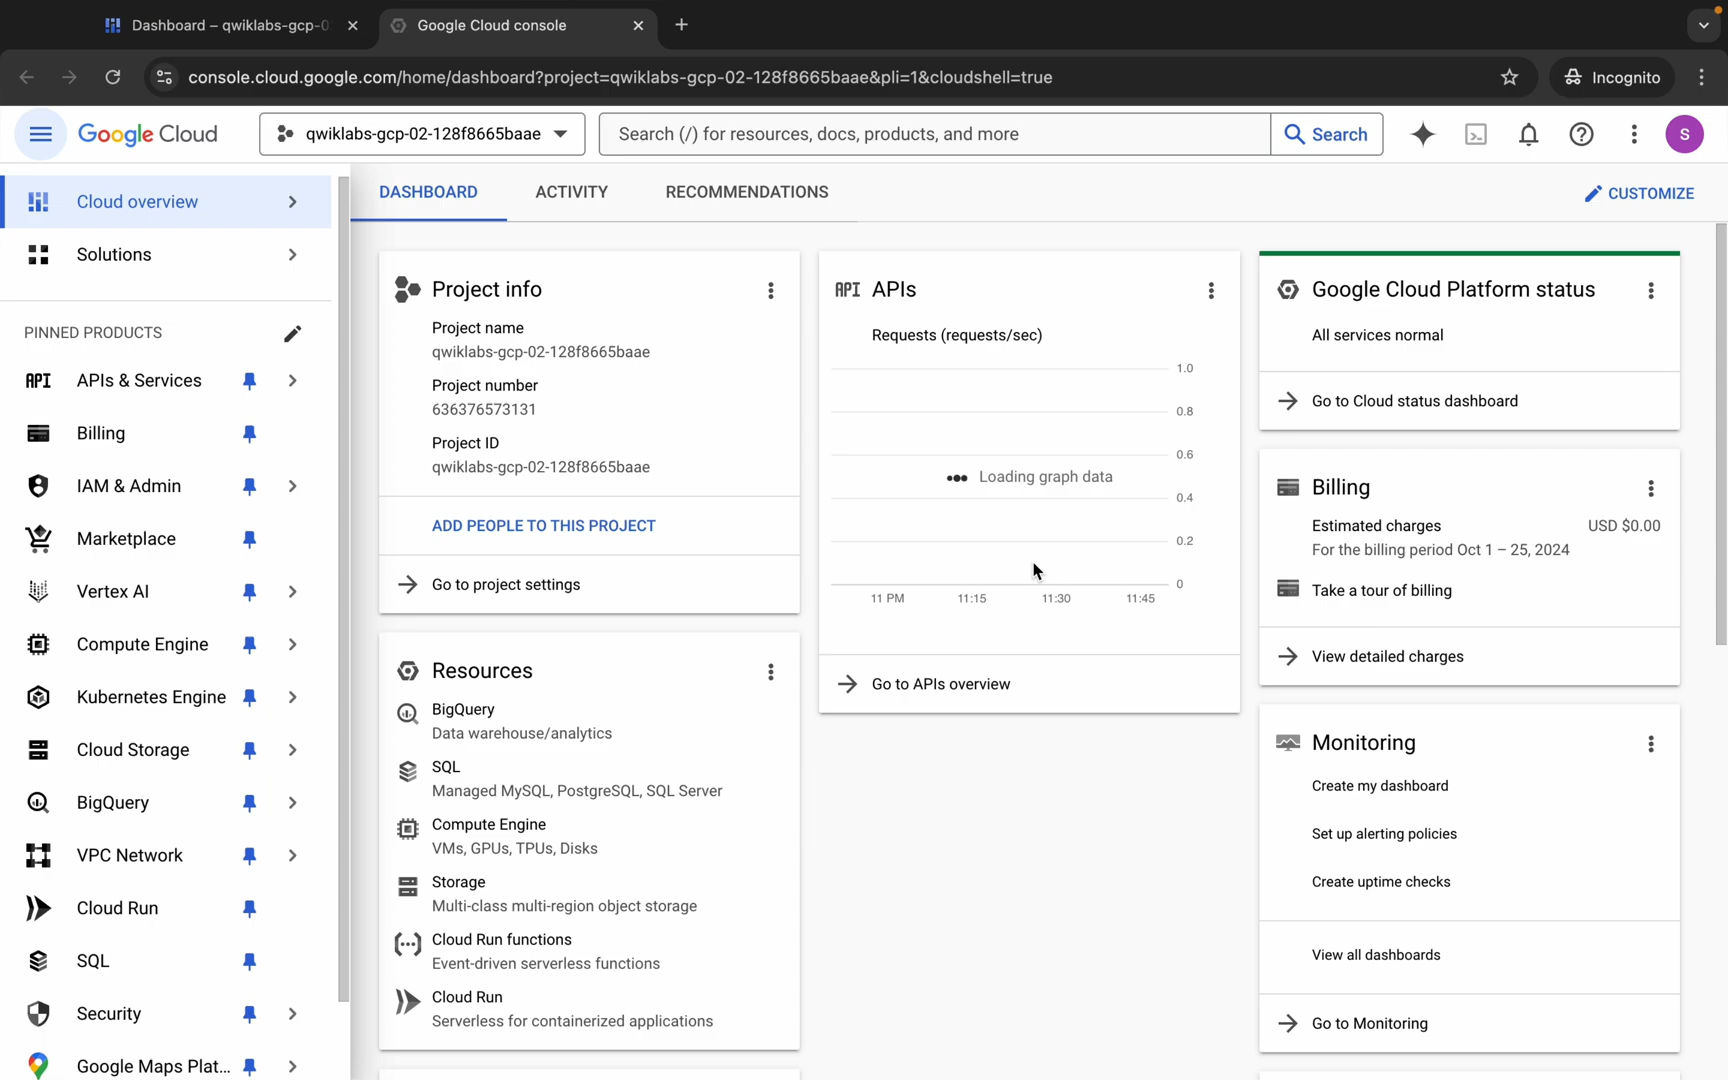 Dashboard – qwiklabs-gcp-0
Google Cloud console
console.cloud.google.com/home/dashboard?project=qwiklabs-gcp-02-128f8665baae&pli=1&cloudshell=true
Incognito
Google Cloud
qwiklabs-gcp-02-128f8665baae
Search (/) for resources, docs, products, and more
Search
S
Cloud overview
Solutions
PINNED PRODUCTS
API APIs & Services
Billing
IAM & Admin
Marketplace
Vertex AI
Compute Engine
Kubernetes Engine
Cloud Storage
BigQuery
VPC Network
Cloud Run
SQL
Security
Google Maps Plat...
DASHBOARD
ACTIVITY
RECOMMENDATIONS
CUSTOMIZE
Project info
Project name
qwiklabs-gcp-02-128f8665baae
Project number
636376573131
Project ID
qwiklabs-gcp-02-128f8665baae
ADD PEOPLE TO THIS PROJECT
Go to project settings
Resources
BigQuery
Data warehouse/analytics
SQL
Managed MySQL, PostgreSQL, SQL Server
Compute Engine
VMs, GPUs, TPUs, Disks
Storage
Multi-class multi-region object storage
Cloud Run functions
Event-driven serverless functions
Cloud Run
Serverless for containerized applications
API APIs
Requests (requests/sec)
1.0
0.8
0.6
Loading graph data
0.4
0.2
0
11 PM 11:15 11:30 11:45
Go to APIs overview
Google Cloud Platform status
All services normal
Go to Cloud status dashboard
Billing
Estimated charges USD $0.00
For the billing period Oct 1 – 25, 2024
Take a tour of billing
View detailed charges
Monitoring
Create my dashboard
Set up alerting policies
Create uptime checks
View all dashboards
Go to Monitoring